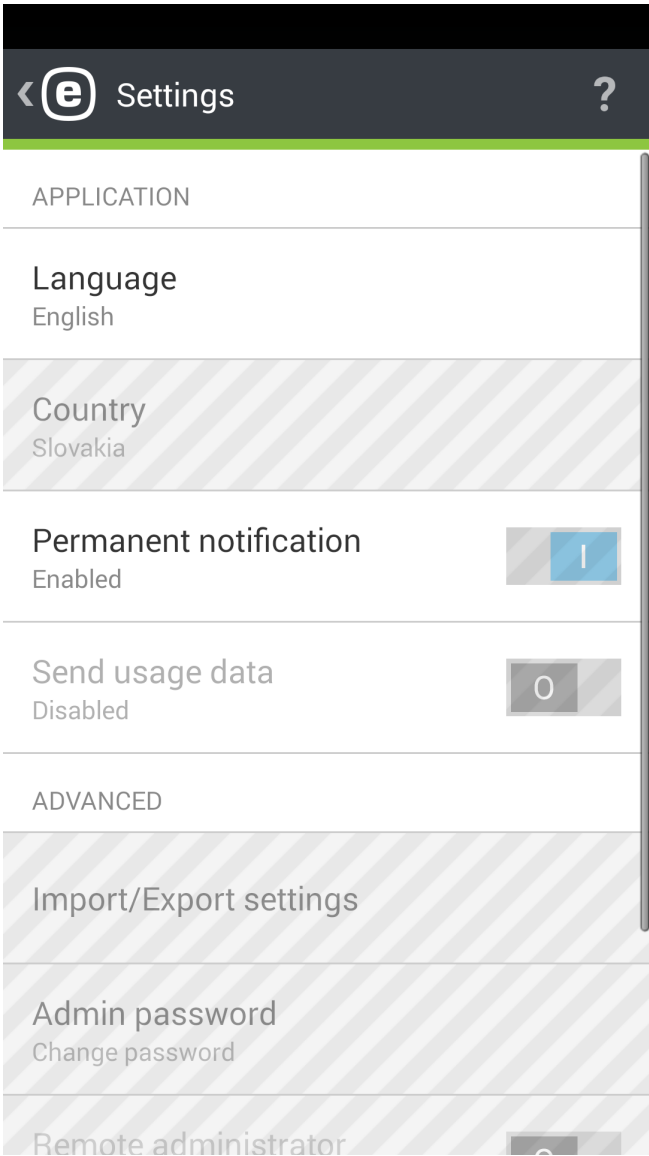 e Settings ?
APPLICATION
Language
English
Country
Slovakia
Permanent notification
Enabled
I
Send usage data
Disabled
O
ADVANCED
Import/Export settings
Admin password
Change password
Remote administrator